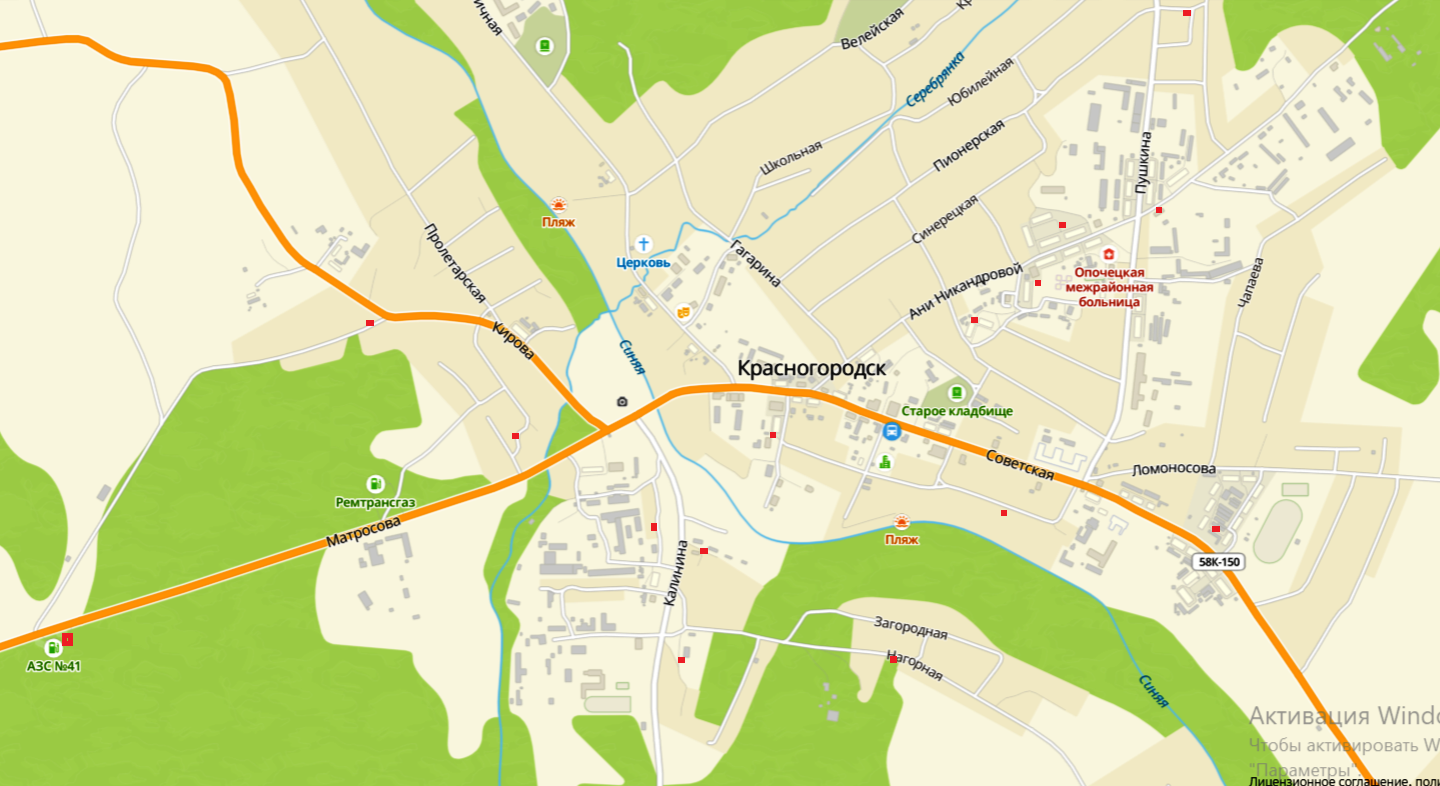 Велейская
Серебрянка
Юбилейная
Пионерская
Школьная
Пушкина
Синерецкая
Пляж
Церковь
Гагарина
Пролетарская
Ани Никандровой
Опочецкая
межрайонная
больница
Чапаева
Кирова
Синяя
Красногородск
Старое кладбище
Советская
Ломоносова
Ремтрансгаз
Матросова
Пляж
58К-150
Калинина
Загородная
Нагорная
АЗС №41
Синяя
Активация Windo
Чтобы активировать W
"Параметры".
Лицензионное соглашение, поли